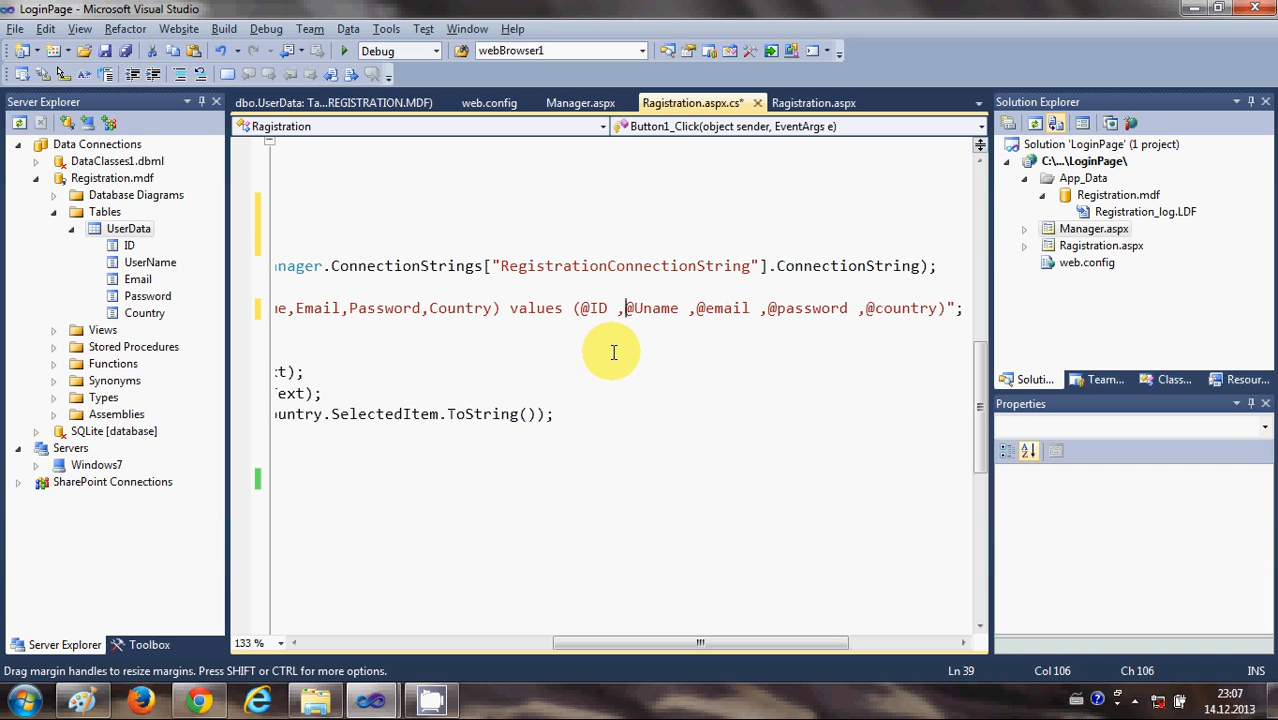 LoginPage - Microsoft Visual Studio
File Edit View Refactor Website Build Debug Team Data Tools Test Window Help
Debug
webBrowser1
Server Explorer
Data Connections
DataClasses1.dbml
Registration.mdf
Database Diagrams
Tables
UserData
ID
UserName
Email
Password
Country
Views
Stored Procedures
Functions
Synonyms
Types
Assemblies
SQLite [database]
Servers
Windows7
SharePoint Connections
Server Explorer
Toolbox
dbo.UserData: Ta...REGISTRATION.MDF)
web.config
Manager.aspx
Ragistration.aspx.cs*
Ragistration.aspx
Ragistration
Button1_Click(object sender, EventArgs e)
nager.ConnectionStrings["RegistrationConnectionString"].ConnectionString);
ne,Email,Password,Country) values (@ID ,@Uname ,@email ,@password ,@country)";
xt);
Text);
ountry.SelectedItem.ToString());
133 %
Solution Explorer
Solution 'LoginPage' (1 project)
C:\...\LoginPage\
App_Data
Registration.mdf
Registration_log.LDF
Manager.aspx
Ragistration.aspx
web.config
Soluti...
Team...
Class...
Resour...
Properties
Drag margin handles to resize margins. Press SHIFT or CTRL for more options.
Ln 39
Col 106
Ch 106
INS
23:07
14.12.2013